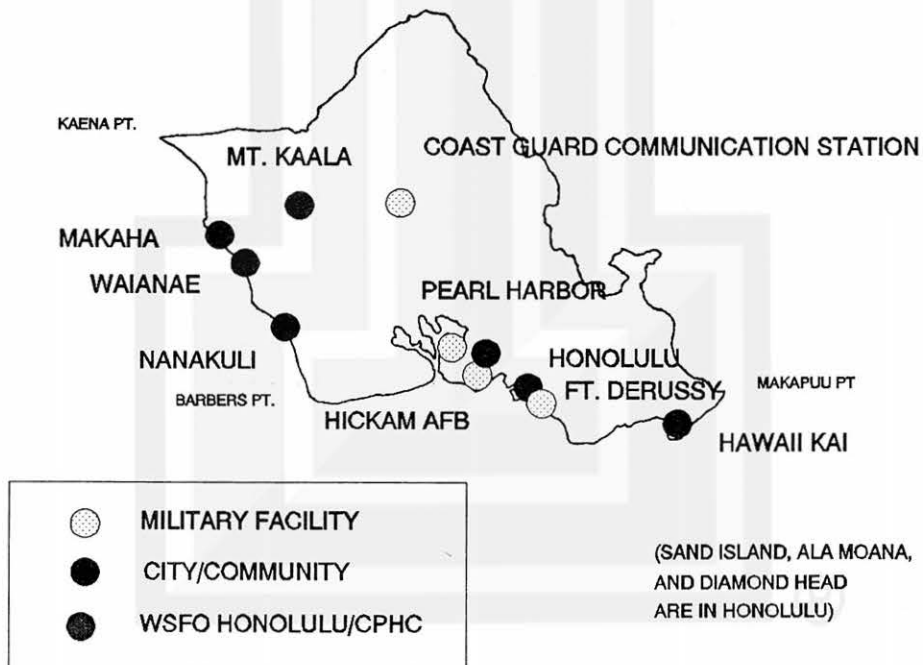 KAENA PT.
MT. KAALA
COAST GUARD COMMUNICATION STATION
MAKAHA
WAIANAE
PEARL HARBOR
NANAKULI
HONOLULU
BARBERS PT.
FT. DERUSSY
MAKAPUU PT
HICKAM AFB
HAWAII KAI
MILITARY FACILITY
CITY/COMMUNITY
WSFO HONOLULU/CPHC
(SAND ISLAND, ALA MOANA,
AND DIAMOND HEAD
ARE IN HONOLULU)